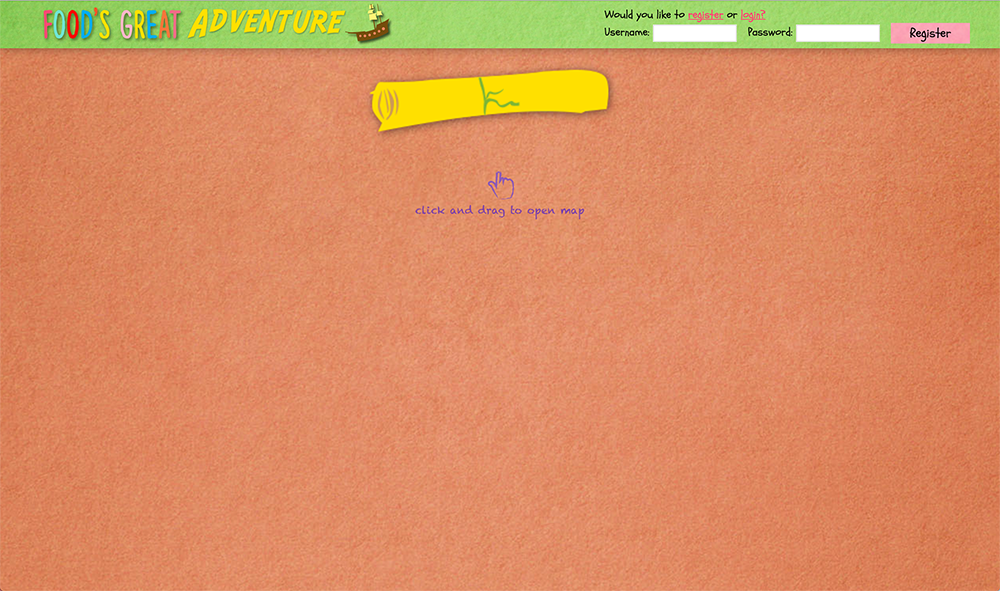 FOOD'S GREAT ADVENTURE
Would you like to register or login?
Username: Password: Register
click and drag to open map